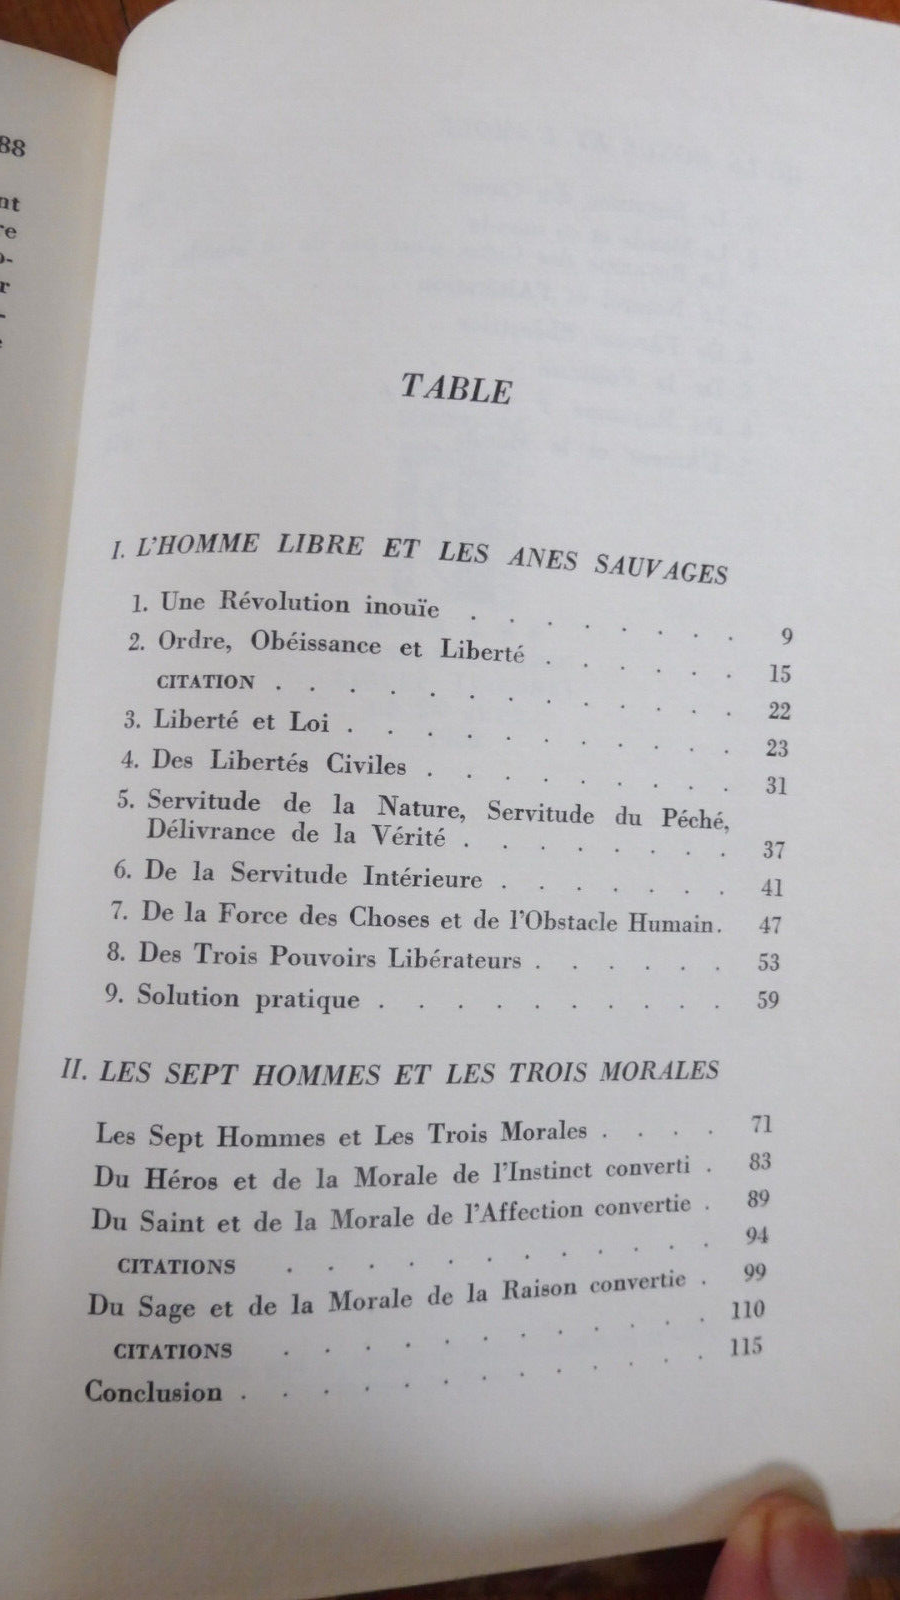 88
nt
re
o-
r
-
e
TABLE
I. L'HOMME LIBRE ET LES ANES SAUVAGES
1. Une Révolution inouïe . . . . . . . 9
2. Ordre, Obéissance et Liberté . . . . . . 15
CITATION . . . . . . . . . . . . 22
3. Liberté et Loi . . . . . . . . . . 23
4. Des Libertés Civiles . . . . . . . . 31
5. Servitude de la Nature, Servitude du Péché,
Délivrance de la Vérité . . . . . . . 37
6. De la Servitude Intérieure . . . . . . 41
7. De la Force des Choses et de l'Obstacle Humain. 47
8. Des Trois Pouvoirs Libérateurs . . . . . 53
9. Solution pratique . . . . . . . . . 59
II. LES SEPT HOMMES ET LES TROIS MORALES
Les Sept Hommes et Les Trois Morales . . . . 71
Du Héros et de la Morale de l'Instinct converti . 83
Du Saint et de la Morale de l'Affection convertie . 89
CITATIONS . . . . . . . . . . . 94
Du Sage et de la Morale de la Raison convertie . 99
CITATIONS . . . . . . . . . . . 110
Conclusion . . . . . . . . . . . . 115